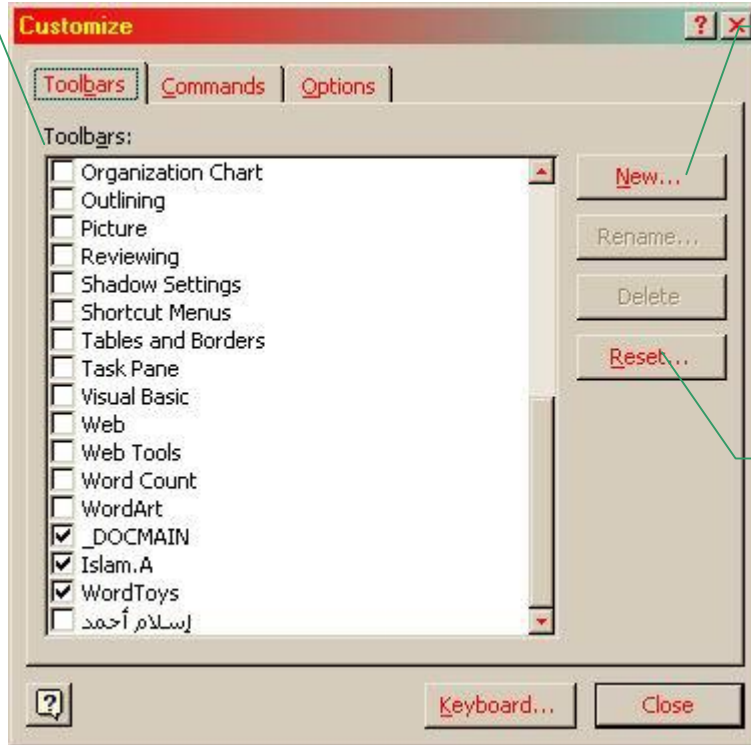 Customize
Toolbars Commands Options
Toolbars:
Organization Chart
Outlining
Picture
Reviewing
Shadow Settings
Shortcut Menus
Tables and Borders
Task Pane
Visual Basic
Web
Web Tools
Word Count
WordArt
_DOCMAIN
Islam.A
WordToys
إسلام أحمد
New...
Rename...
Delete
Reset...
Keyboard... Close